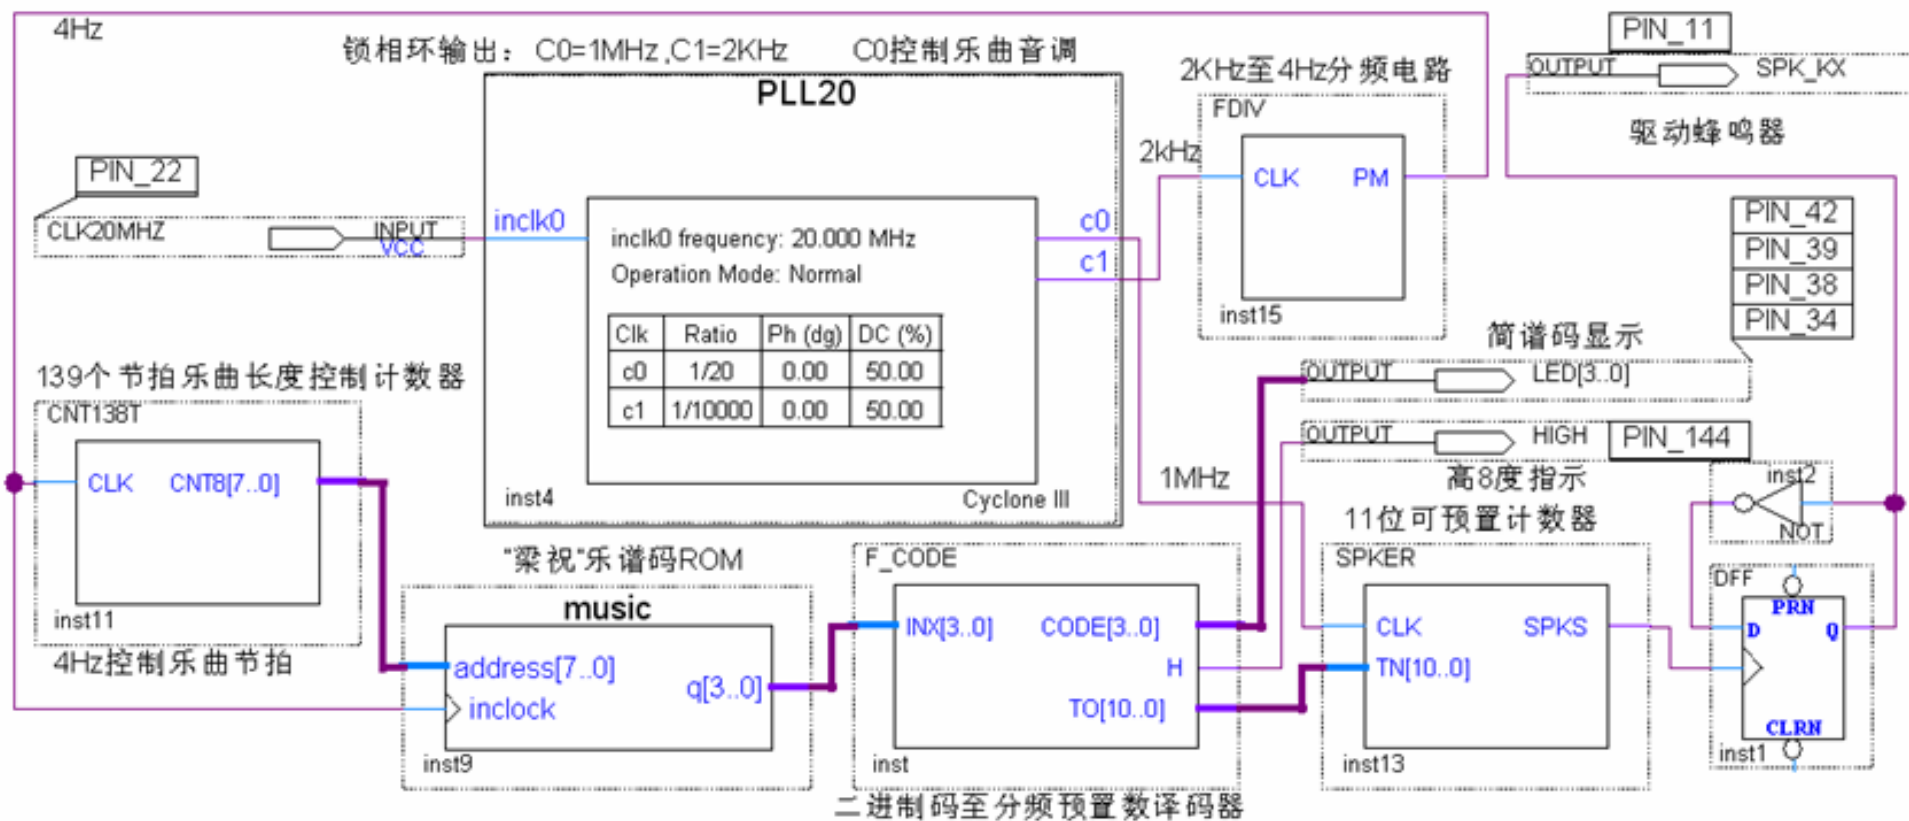 4Hz
锁相环输出：C0=1MHz,C1=2KHz
C0控制乐曲音调
PLL20
2KHz至4Hz分频电路
FDIV
CLK
PM
inst15
2kHz
PIN_11
OUTPUT
SPK_KX
驱动蜂鸣器
PIN_22
CLK20MHZ
INPUT
VCC
inclk0
inclk0 frequency: 20.000 MHz
Operation Mode: Normal
Clk Ratio Ph (dg) DC (%)
c0 1/20 0.00 50.00
c1 1/10000 0.00 50.00
c0
c1
inst4
Cyclone III
PIN_42
PIN_39
PIN_38
PIN_34
简谱码显示
OUTPUT
LED[3..0]
OUTPUT
HIGH
PIN_144
高8度指示
139个节拍乐曲长度控制计数器
CNT138T
CLK
CNT8[7..0]
inst11
4Hz控制乐曲节拍
1MHz
11位可预置计数器
inst2
NOT
"梁祝"乐谱码ROM
music
address[7..0]
inclock
q[3..0]
inst9
F_CODE
INX[3..0]
CODE[3..0]
H
TO[10..0]
inst
二进制码至分频预置数译码器
SPKER
CLK
SPKS
TN[10..0]
inst13
DFF
PRN
D
Q
CLRN
inst1